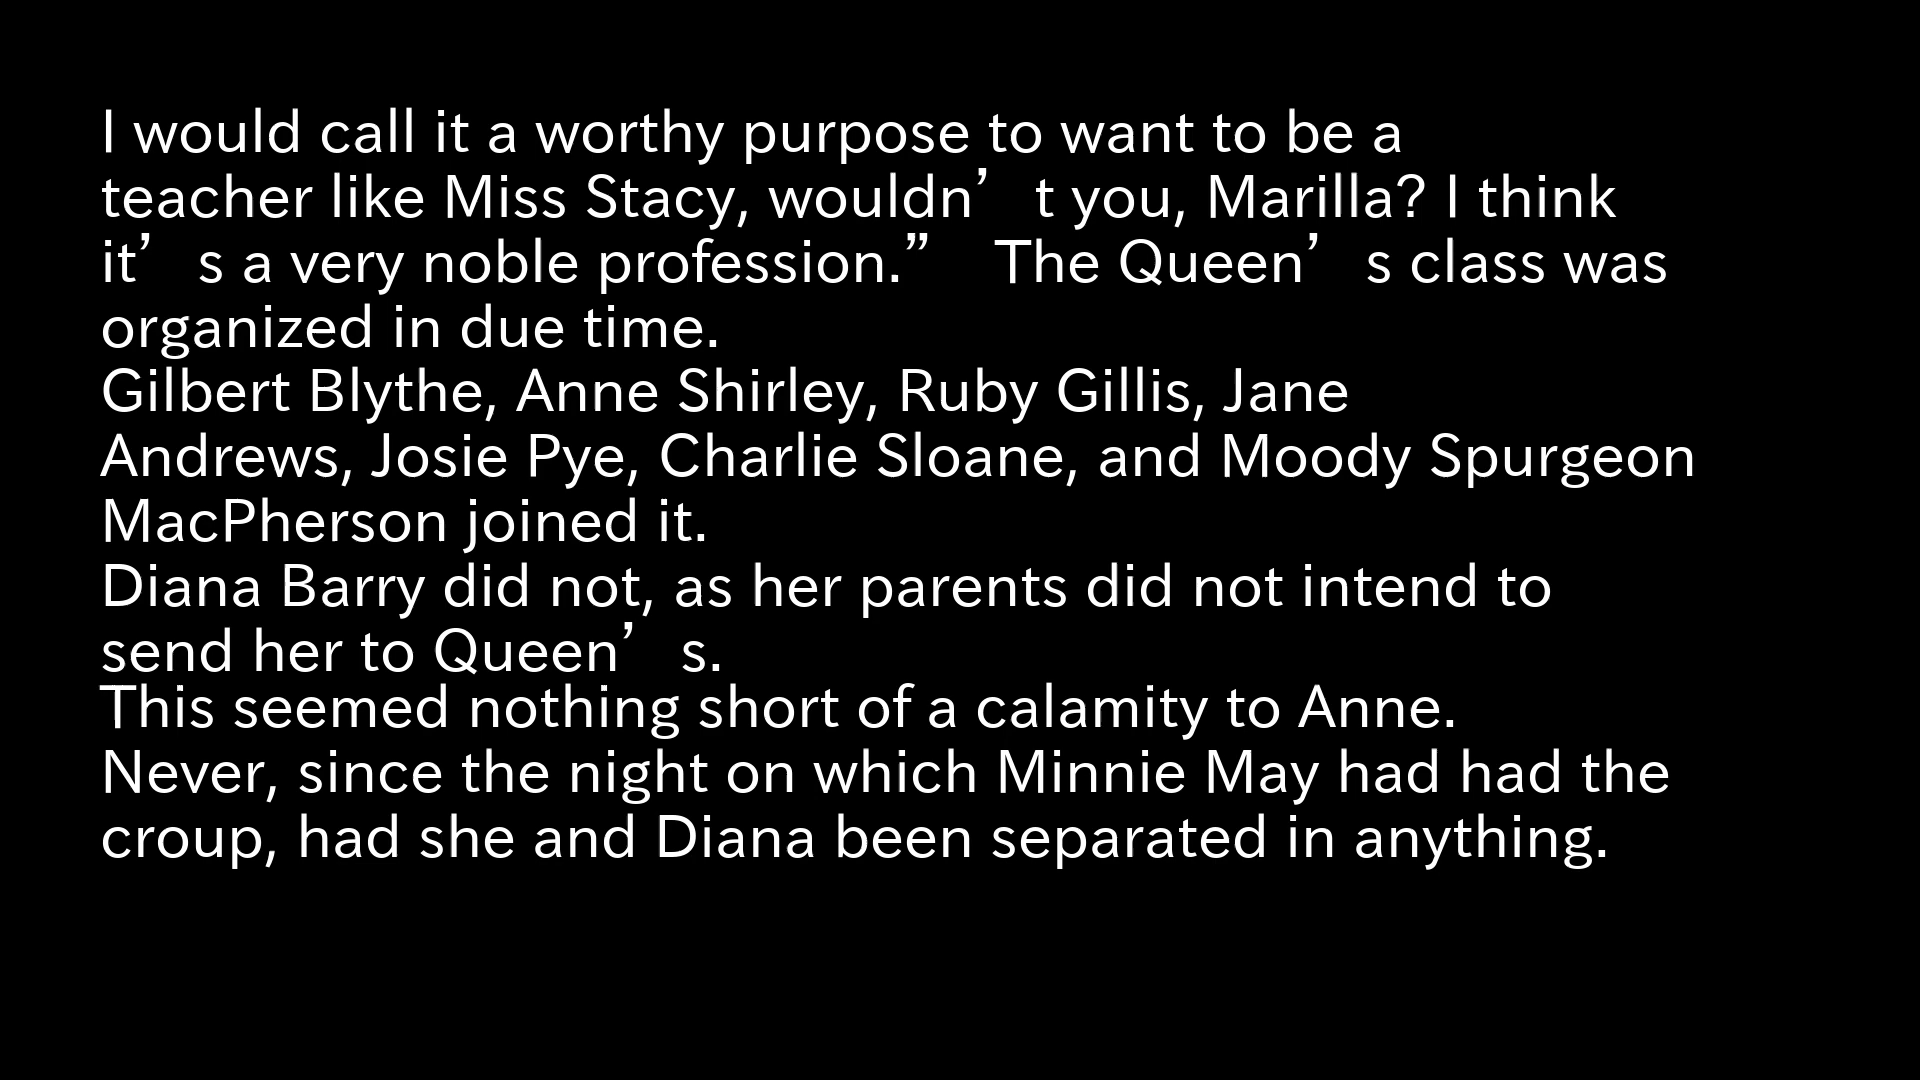 I would call it a worthy purpose to want to be a
teacher like Miss Stacy, wouldn’t you, Marilla? I think
it’s a very noble profession.” The Queen’s class was
organized in due time.
Gilbert Blythe, Anne Shirley, Ruby Gillis, Jane
Andrews, Josie Pye, Charlie Sloane, and Moody Spurgeon
MacPherson joined it.
Diana Barry did not, as her parents did not intend to
send her to Queen’s.
This seemed nothing short of a calamity to Anne.
Never, since the night on which Minnie May had had the
croup, had she and Diana been separated in anything.